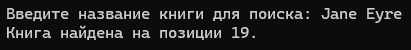 Введите название книги для поиска: Jane Eyre
Книга найдена на позиции 19.